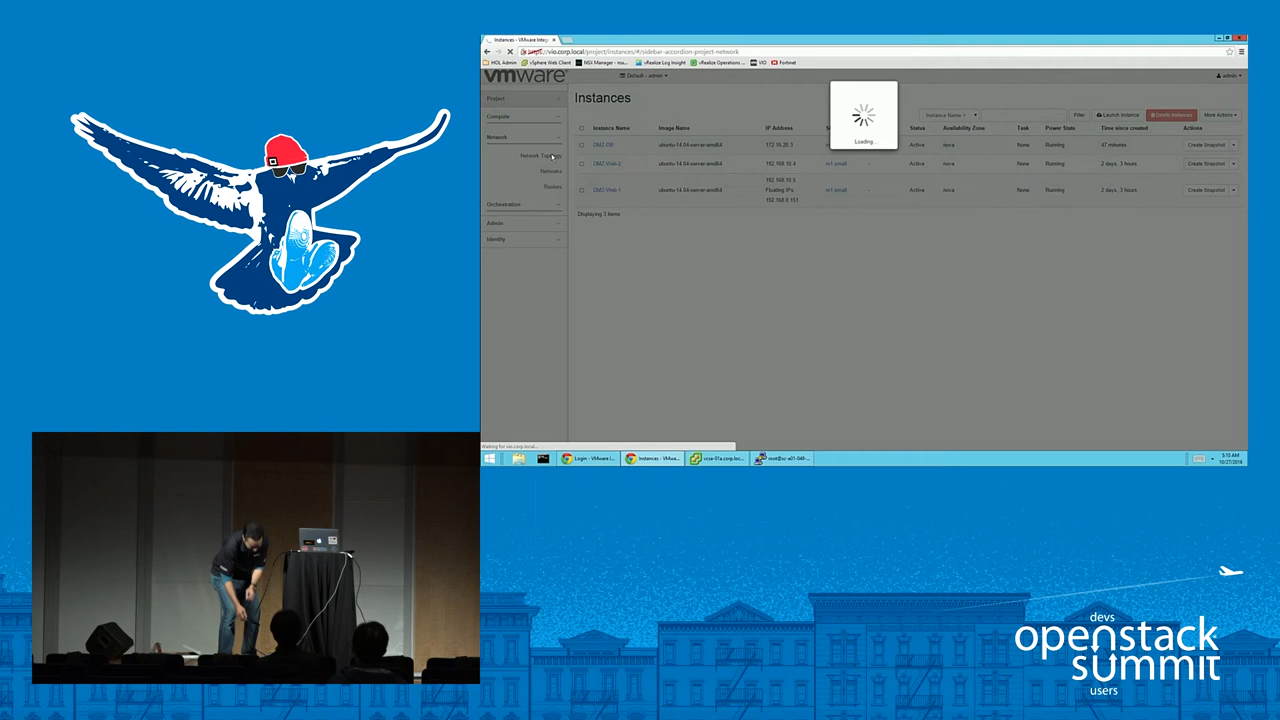 Instances - VMware Integ
https://vio.corp.local/project/instances/#/sidebar-accordion-project-network
HOL Admin vSphere Web Client NSX Manager - vRealize Log Insight vRealize Operations ... VIO Fortinet
vmware Default - admin admin
Project
Compute
Network
Network Topology
Networks
Routers
Orchestration
Admin
Identity
Instances
Loading...
Instance Name Filter Launch Instance Delete Instances More Actions
Instance Name Image Name IP Address Status Availability Zone Task Power State Time since created Actions
DMZ-DB ubuntu-14.04-server-amd64 172.16.20.3 Active nova None Running 47 minutes Create Snapshot
DMZ-Web-2 ubuntu-14.04-server-amd64 192.168.10.4 m1.small - Active nova None Running 2 days, 3 hours Create Snapshot
192.168.10.5
DMZ-Web-1 ubuntu-14.04-server-amd64 Floating IPs: m1.small - Active nova None Running 2 days, 3 hours Create Snapshot
192.168.0.151
Displaying 3 items
Waiting for vio.corp.local...
Login - VMware I... Instances - VMwa... vcsa-01a.corp.loc...
5:10 AM
10/27/2016
devs
openstack
summit
users